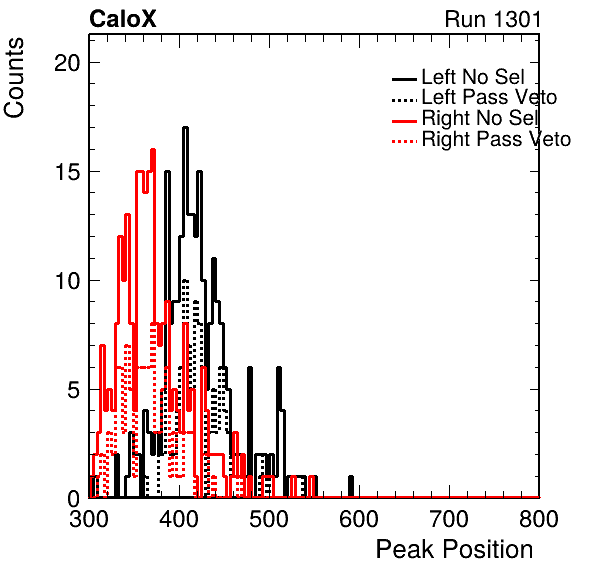 CaloX Run 1301
Counts
20
15
10
5
0
Left No Sel
Left Pass Veto
Right No Sel
Right Pass Veto
300 400 500 600 700 800
Peak Position